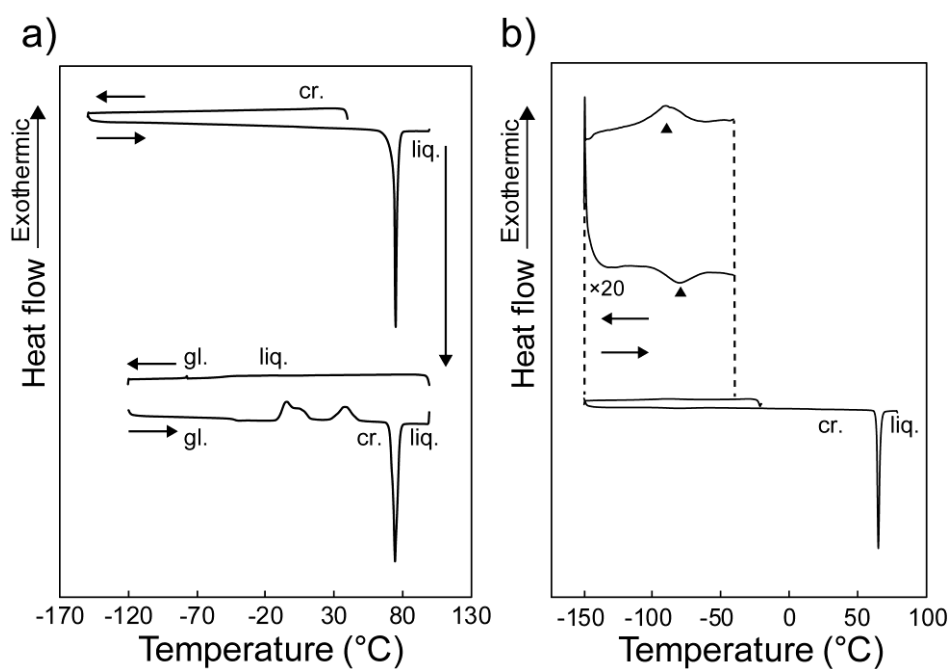 a)
b)
Heat flow
Exothermic
cr.
liq.
gl.
liq.
gl.
cr.
liq.
-170
-120
-70
-20
30
80
130
Temperature (°C)
Heat flow
Exothermic
×20
cr.
liq.
-150
-100
-50
0
50
100
Temperature (°C)